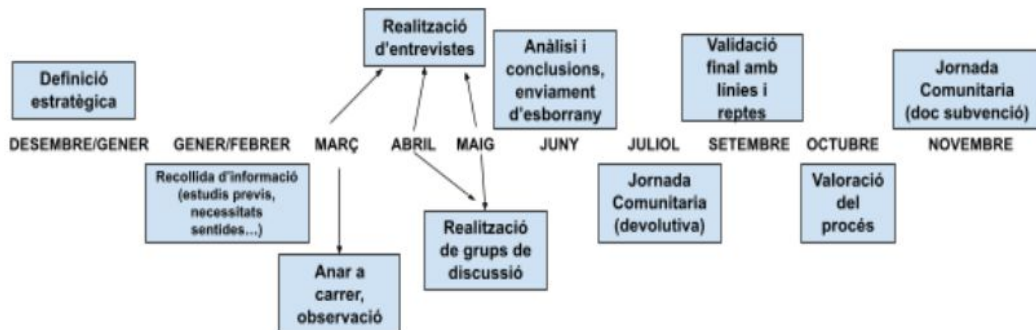 Realització
d'entrevistes
Definició
estratègica
Anàlisi i
conclusions,
enviament
d'esborrany
Validació
final amb
línies i
reptes
Jornada
Comunitaria
(doc subvenció)
DESEMBRE/GENER GENER/FEBRER MARÇ ABRIL MAIG JUNY JULIOL SETEMBRE OCTUBRE NOVEMBRE
Recollida d'informació
(estudis previs,
necessitats
sentides...)
Anar a
carrer,
observació
Realització
de grups de
discussió
Jornada
Comunitaria
(devolutiva)
Valoració
del
procés